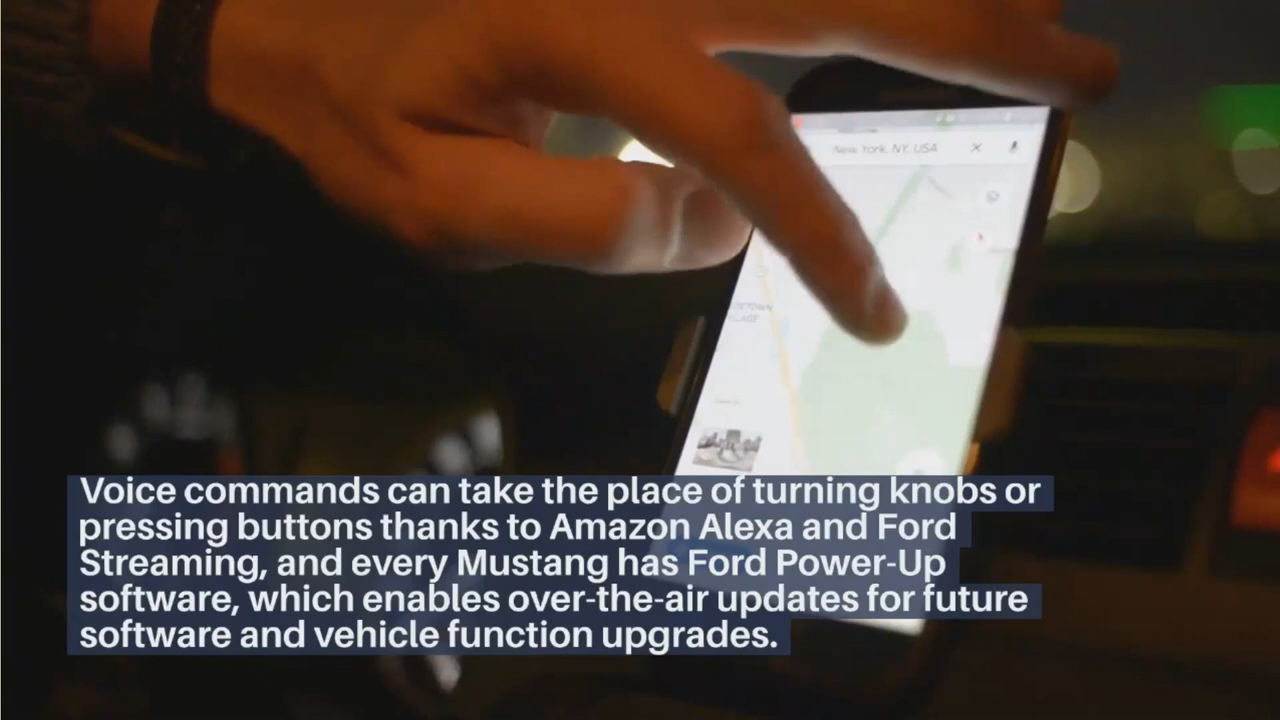 New York, NY, USA
Voice commands can take the place of turning knobs or
pressing buttons thanks to Amazon Alexa and Ford
Streaming, and every Mustang has Ford Power-Up
software, which enables over-the-air updates for future
software and vehicle function upgrades.